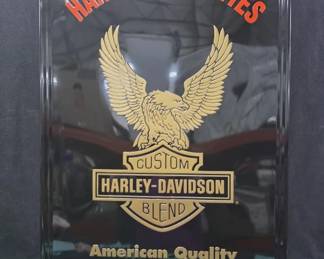 CUSTOM
HARLEY-DAVIDSON
BLEND
American Quality